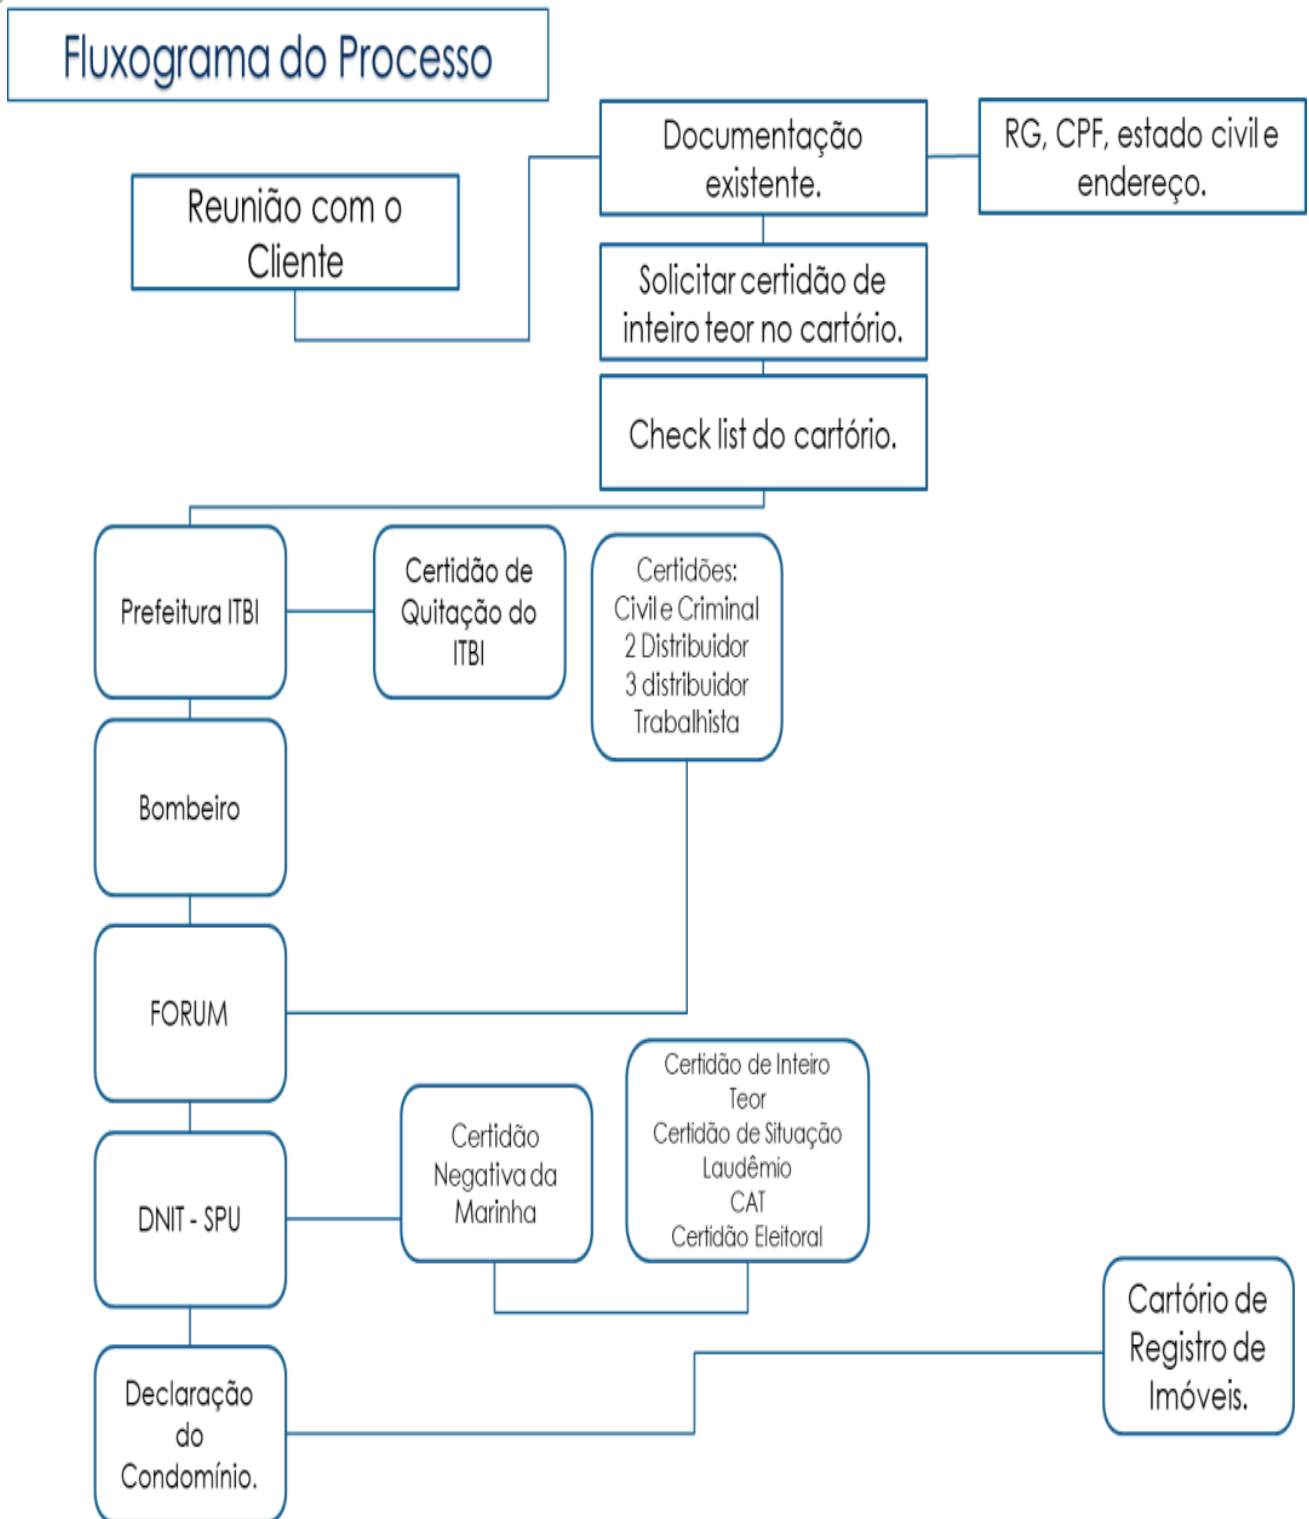 Fluxograma do Processo
Documentação
existente.
RG, CPF, estado civil e
endereço.
Reunião com o
Cliente
Solicitar certidão de
inteiro teor no cartório.
Check list do cartório.
Prefeitura ITBI
Certidão de
Quitação do
ITBI
Certidões:
Civil e Criminal
2 Distribuidor
3 distribuidor
Trabalhista
Bombeiro
FORUM
DNIT - SPU
Certidão
Negativa da
Marinha
Certidão de Inteiro
Teor
Certidão de Situação
Laudêmio
CAT
Certidão Eleitoral
Cartório de
Registro de
Imóveis.
Declaração
do
Condomínio.